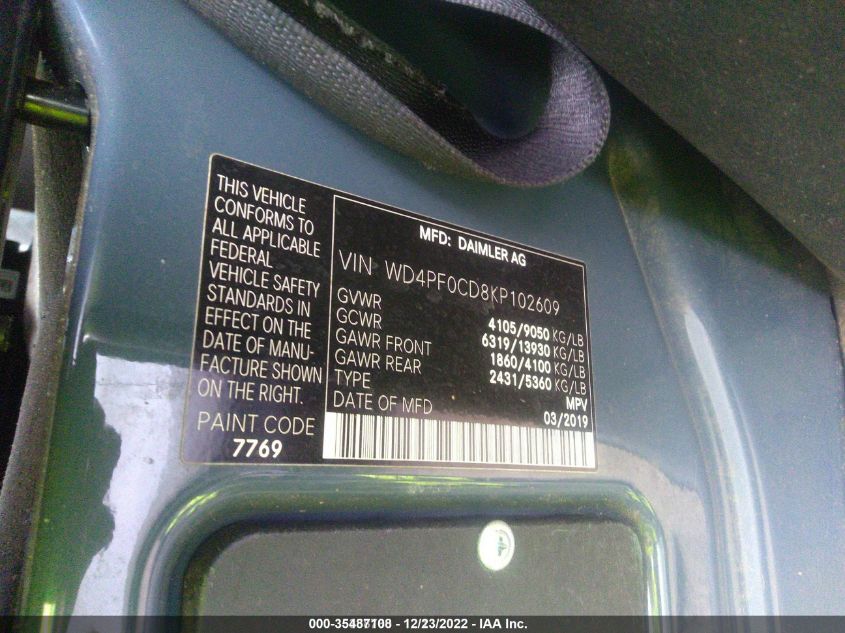 THIS VEHICLE
CONFORMS TO
ALL APPLICABLE
FEDERAL
VEHICLE SAFETY
STANDARDS IN
EFFECT ON THE
DATE OF MANU-
FACTURE SHOWN
ON THE RIGHT.
PAINT CODE
7769
MFD: DAIMLER AG
VIN WD4PF0CD8KP102609
GVWR 4105/9050 KG/LB
GCWR 6319/13930 KG/LB
GAWR FRONT 1860/4100 KG/LB
GAWR REAR 2431/5360 KG/LB
TYPE MPV
DATE OF MFD 03/2019
000-35487108 - 12/23/2022 - IAA Inc.